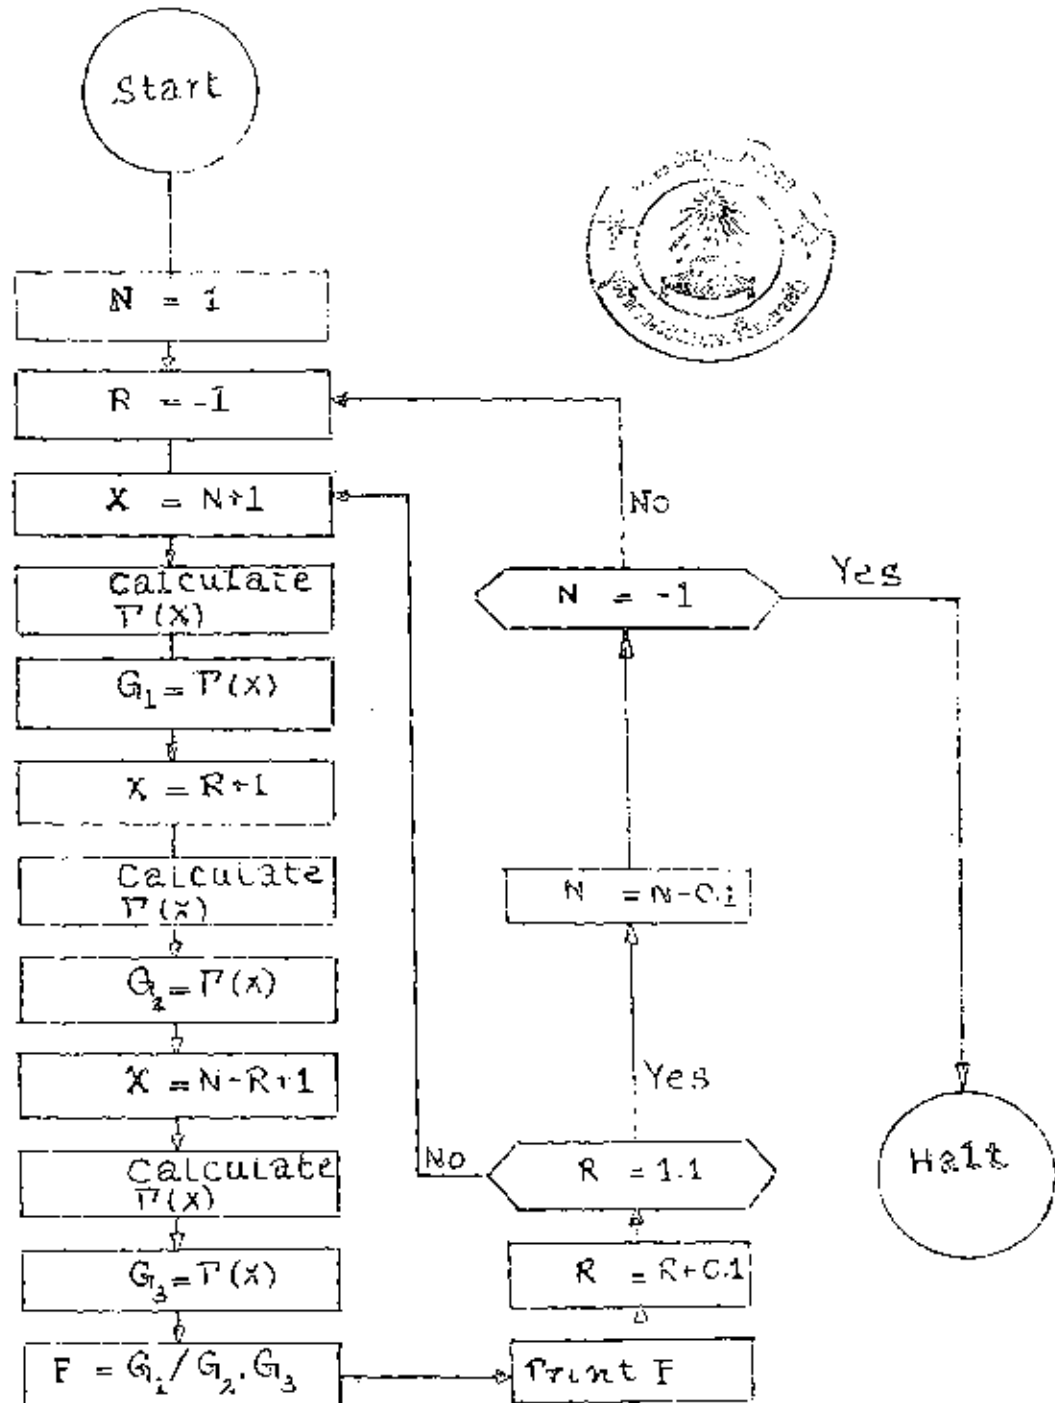 Start
N = 1
R = -1
X = N+1
Calculate
Γ(X)
G₁ = Γ(X)
X = R+1
Calculate
Γ(X)
G₂ = Γ(X)
X = N-R+1
Calculate
Γ(X)
G₃ = Γ(X)
F = G₁/G₂.G₃
Print F
R = R+0.1
R = 1.1
No
Yes
N = N-0.1
N = -1
No
Yes
Halt